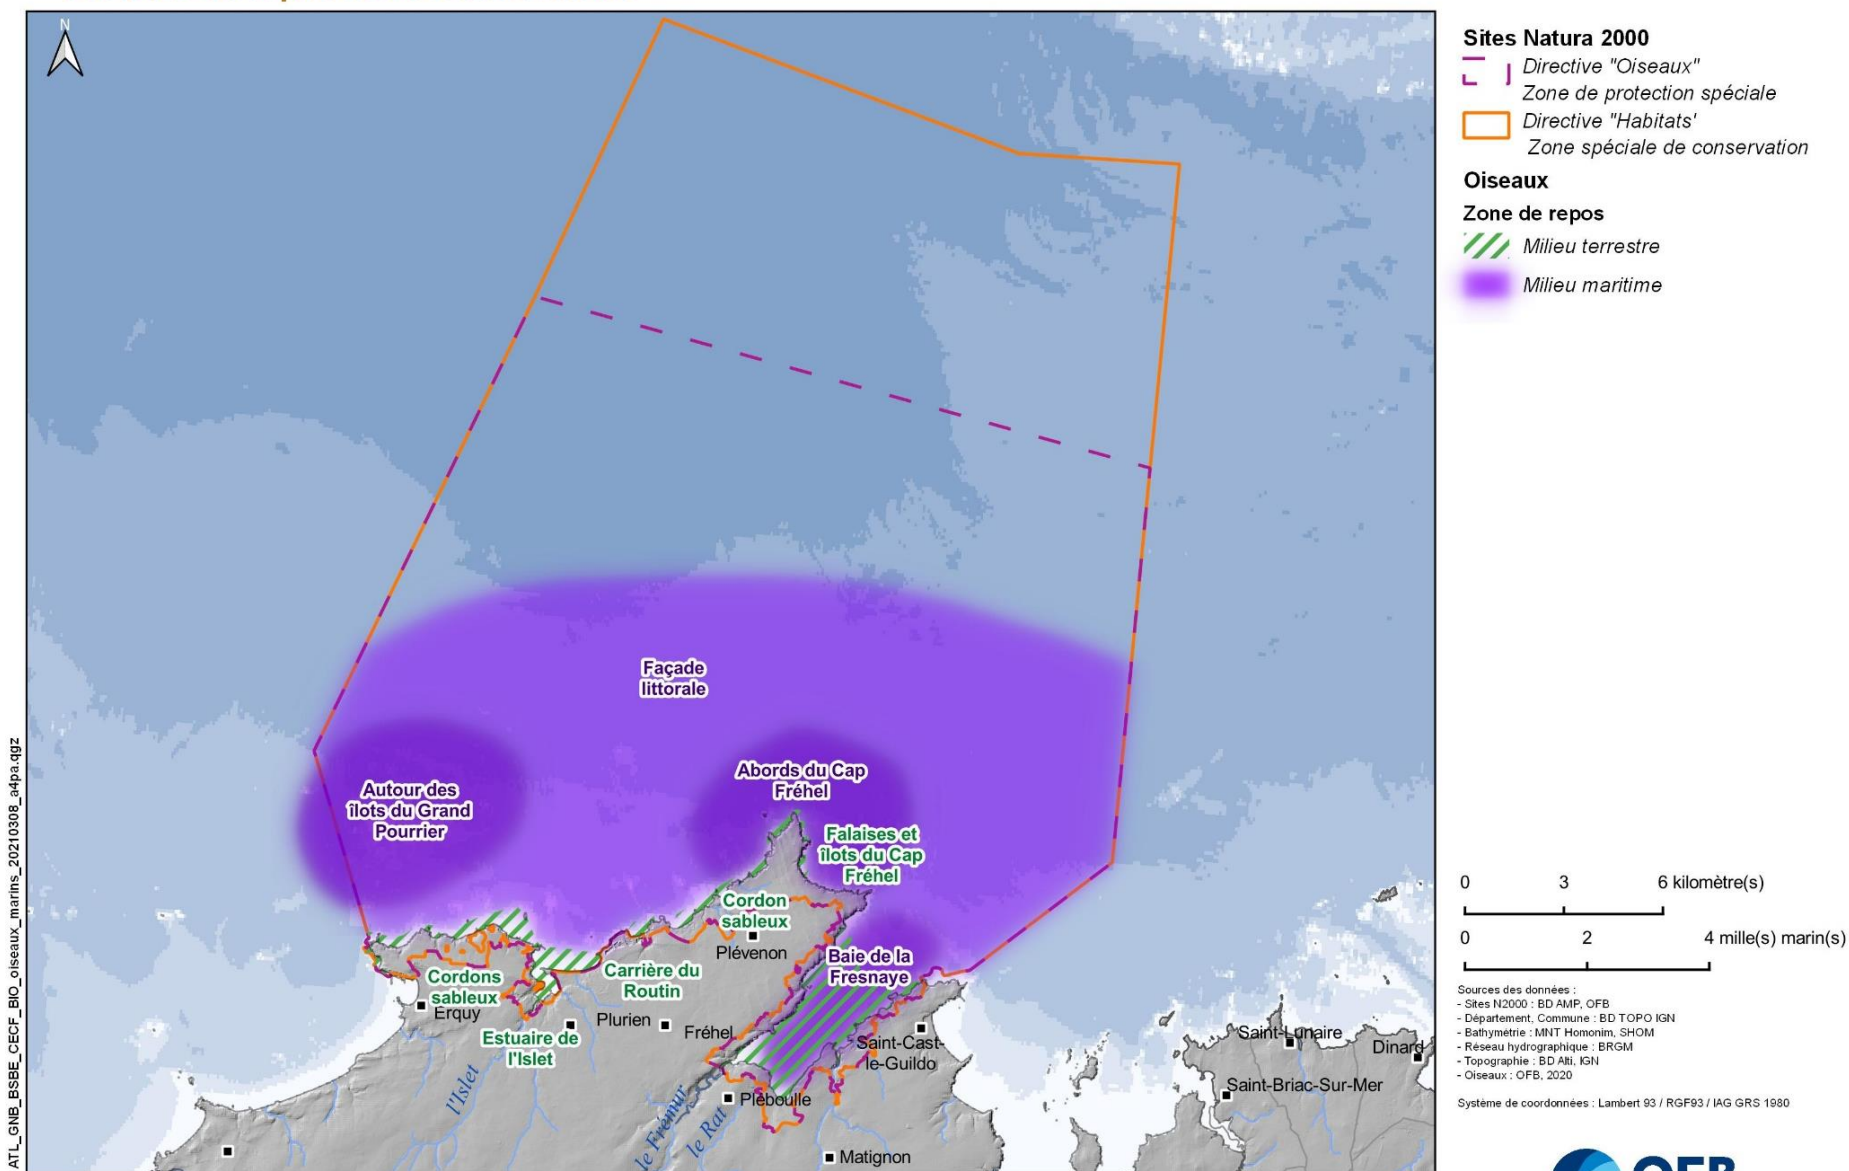 N
Façade
littorale
Autour des
îlots du Grand
Pourrier
Abords du Cap
Fréhel
Falaises et
îlots du Cap
Fréhel
Cordon
sableux
Plévenon
Baie de la
Fresnaye
Cordons
sableux
Erquy
Carrière du
Routin
Plurien
Fréhel
Estuaire de
l'Islet
Saint-Cast-
le-Guildo
l'Islet
le Frémur
le Rat
Pléboulle
Matignon
Saint-Lunaire
Dinard
Saint-Briac-Sur-Mer
ATL_GNB_BSBE_CECF_BIO_oiseaux_marins_20210308_a4pa.qgz
Sites Natura 2000
Directive "Oiseaux"
Zone de protection spéciale
Directive "Habitats'
Zone spéciale de conservation
Oiseaux
Zone de repos
Milieu terrestre
Milieu maritime
0 3 6 kilomètre(s)
0 2 4 mille(s) marin(s)
Sources des données :
- Sites N2000 : BD AMP, OFB
- Département, Commune : BD TOPO IGN
- Bathymétrie : MNT Homonim, SHOM
- Réseau hydrographique : BRGM
- Topographie : BD Alti, IGN
- Oiseaux : OFB, 2020
Système de coordonnées : Lambert 93 / RGF93 / IAG GRS 1980
OFB